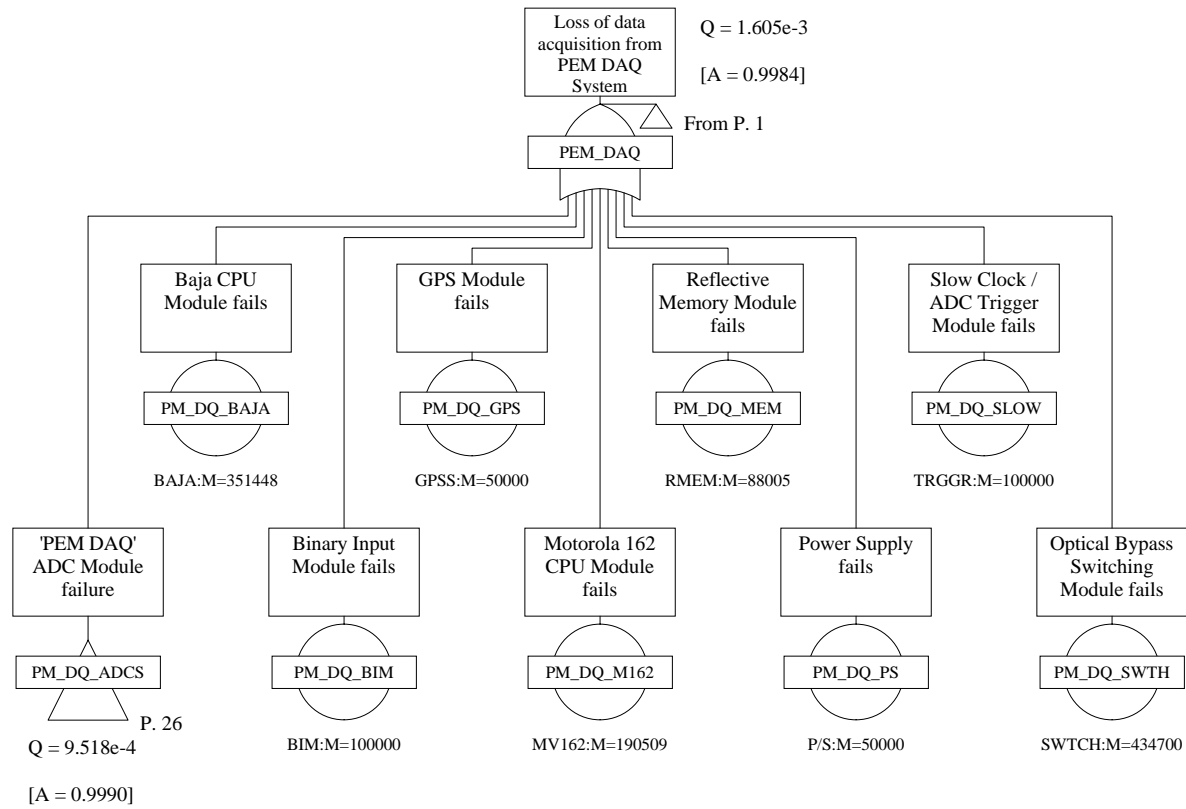 Loss of data
acquisition from
PEM DAQ
System
Q = 1.605e-3
[A = 0.9984]
From P. 1
PEM_DAQ
Baja CPU
Module fails
PM_DQ_BAJA
BAJA:M=351448
GPS Module
fails
PM_DQ_GPS
GPSS:M=50000
Reflective
Memory Module
fails
PM_DQ_MEM
RMEM:M=88005
Slow Clock /
ADC Trigger
Module fails
PM_DQ_SLOW
TRGGR:M=100000
'PEM DAQ'
ADC Module
failure
PM_DQ_ADCS
P. 26
Q = 9.518e-4
[A = 0.9990]
Binary Input
Module fails
PM_DQ_BIM
BIM:M=100000
Motorola 162
CPU Module
fails
PM_DQ_M162
MV162:M=190509
Power Supply
fails
PM_DQ_PS
P/S:M=50000
Optical Bypass
Switching
Module fails
PM_DQ_SWTH
SWTCH:M=434700